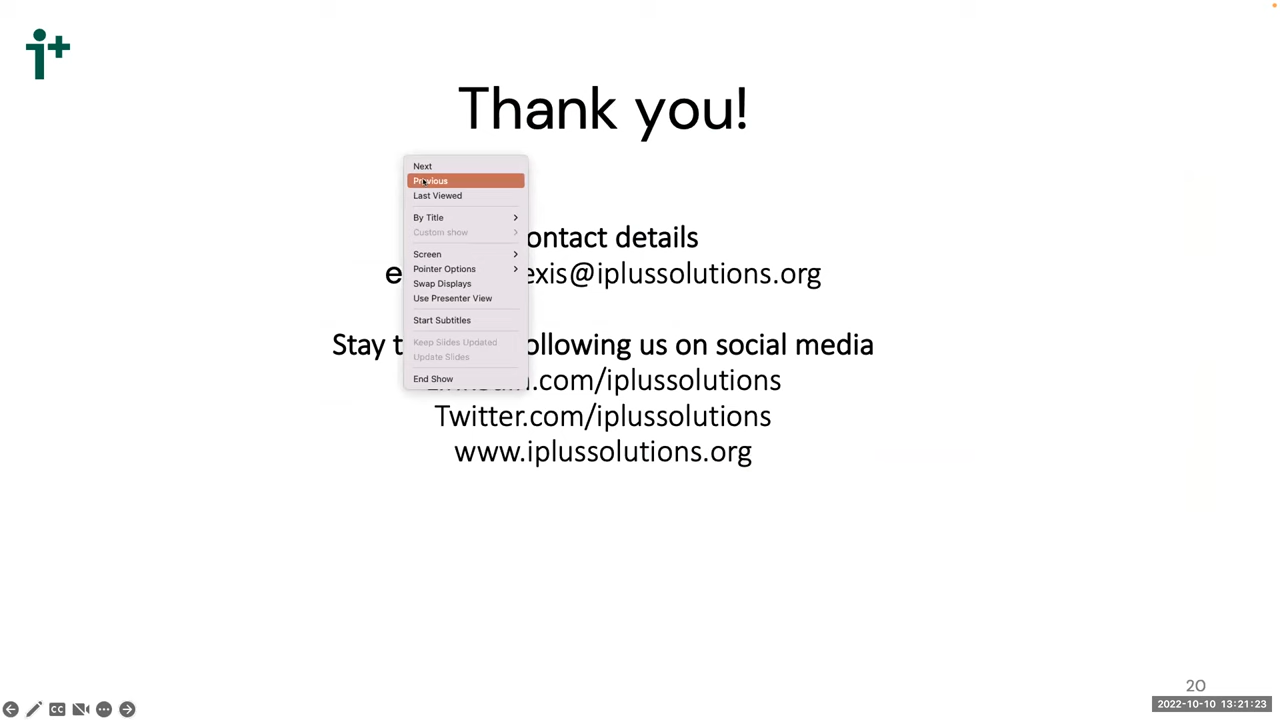 i+
Thank you!
Next
Previous
Last Viewed
By Title
Custom show
Screen
Pointer Options
Swap Displays
Use Presenter View
Start Subtitles
Keep Slides Updated
Update Slides
End Show
ontact details
e exis@iplussolutions.org
Stay t ollowing us on social media
.com/iplussolutions
Twitter.com/iplussolutions
www.iplussolutions.org
20
CC
2022-10-10 13:21:23